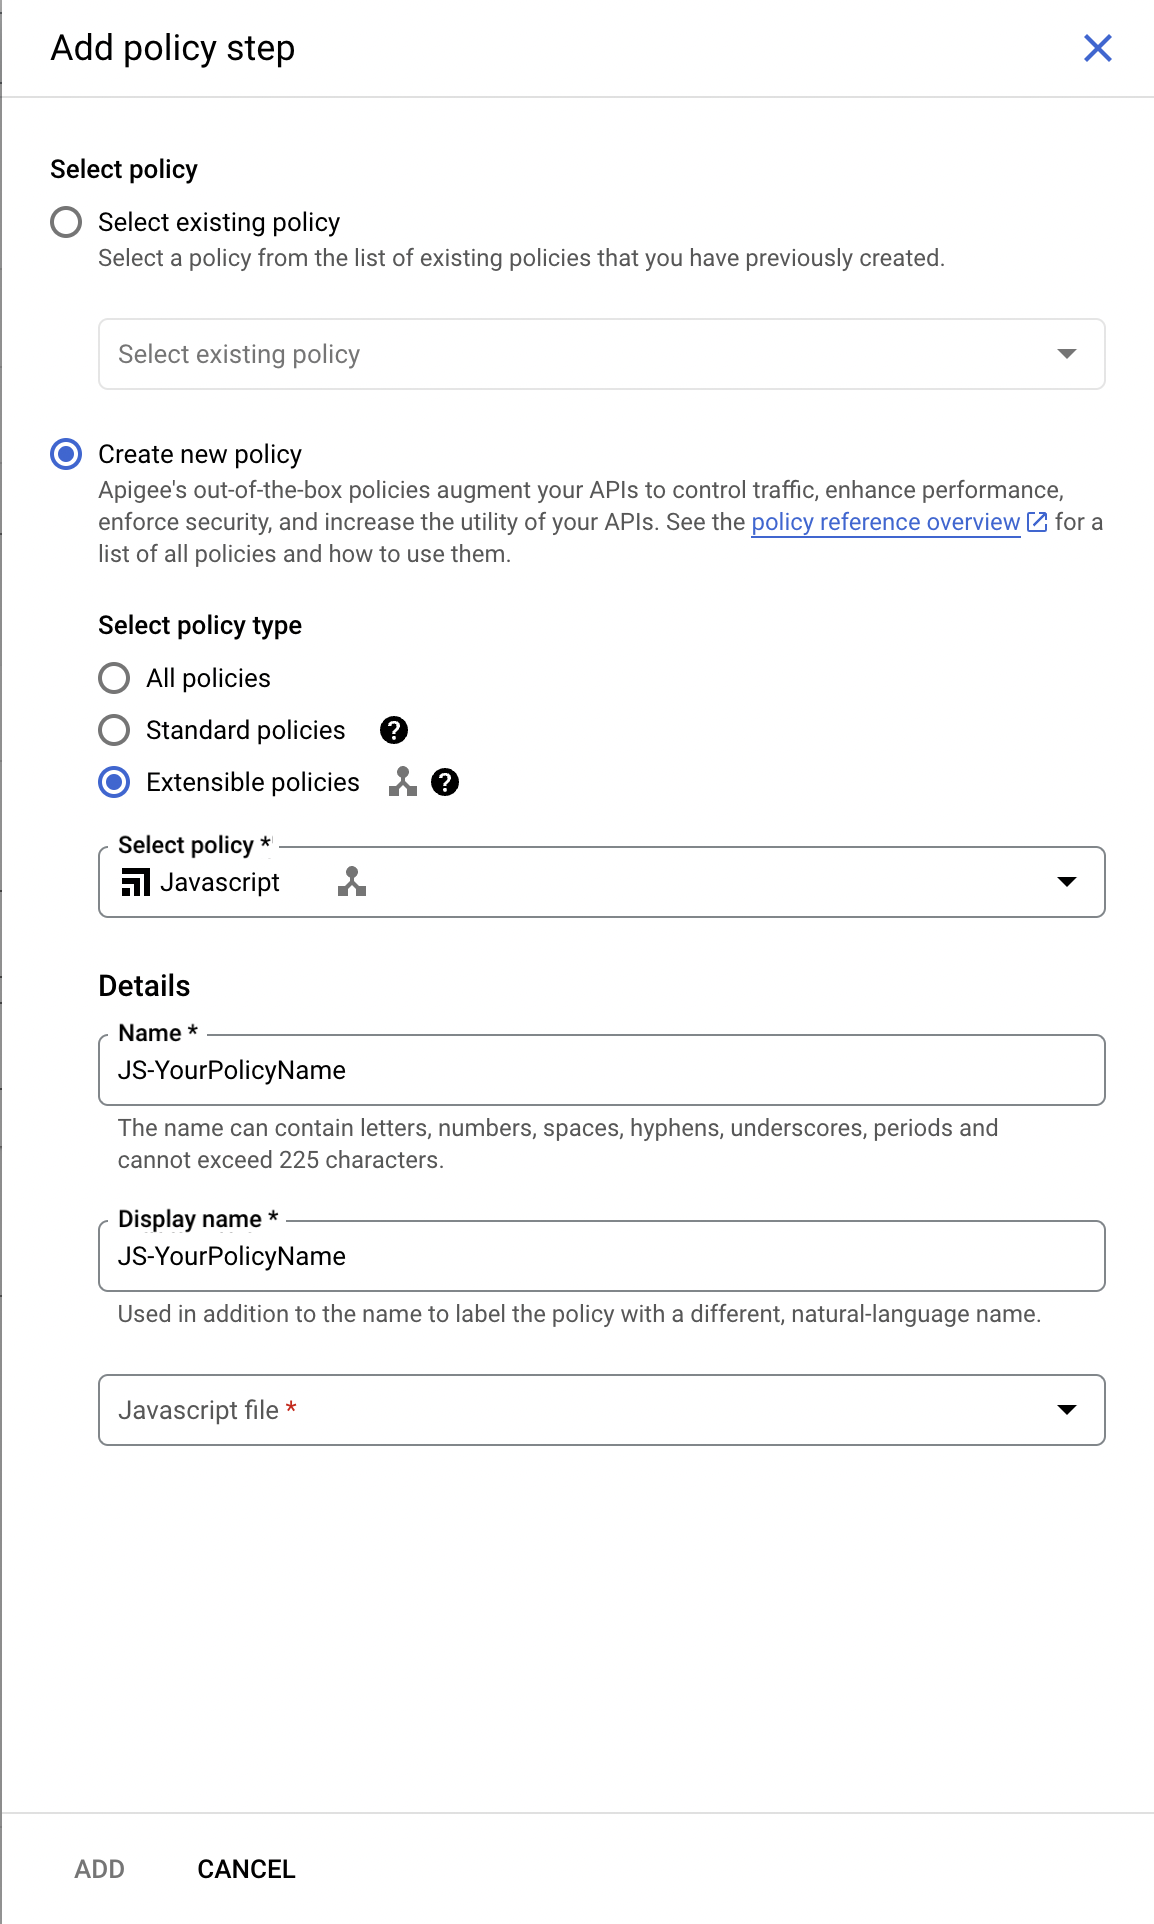 Add policy step
Select policy
Select existing policy
Select a policy from the list of existing policies that you have previously created.
Select existing policy
Create new policy
Apigee's out-of-the-box policies augment your APIs to control traffic, enhance performance,
enforce security, and increase the utility of your APIs. See the policy reference overview for a
list of all policies and how to use them.
Select policy type
All policies
Standard policies
Extensible policies
Select policy *
Javascript
Details
Name *
JS-YourPolicyName
The name can contain letters, numbers, spaces, hyphens, underscores, periods and
cannot exceed 225 characters.
Display name *
JS-YourPolicyName
Used in addition to the name to label the policy with a different, natural-language name.
Javascript file *
ADD CANCEL